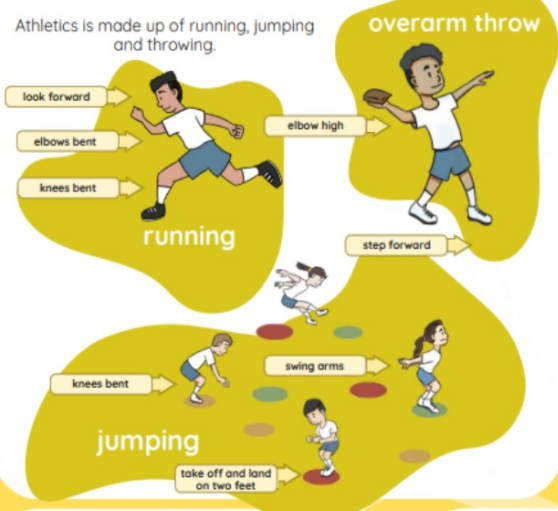 Athletics is made up of running, jumping
and throwing.
overarm throw
look forward
elbows bent
knees bent
running
elbow high
step forward
swing arms
knees bent
jumping
take off and land
on two feet